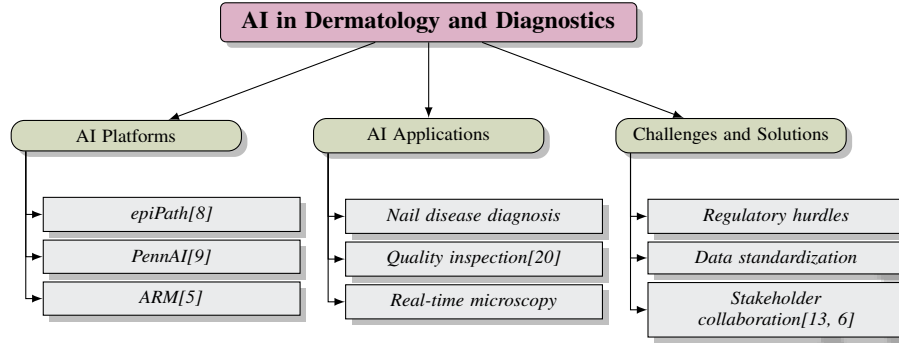 AI in Dermatology and Diagnostics
AI Platforms
AI Applications
Challenges and Solutions
epiPath[8]
PennAI[9]
ARM[5]
Nail disease diagnosis
Quality inspection[20]
Real-time microscopy
Regulatory hurdles
Data standardization
Stakeholder
collaboration[13, 6]